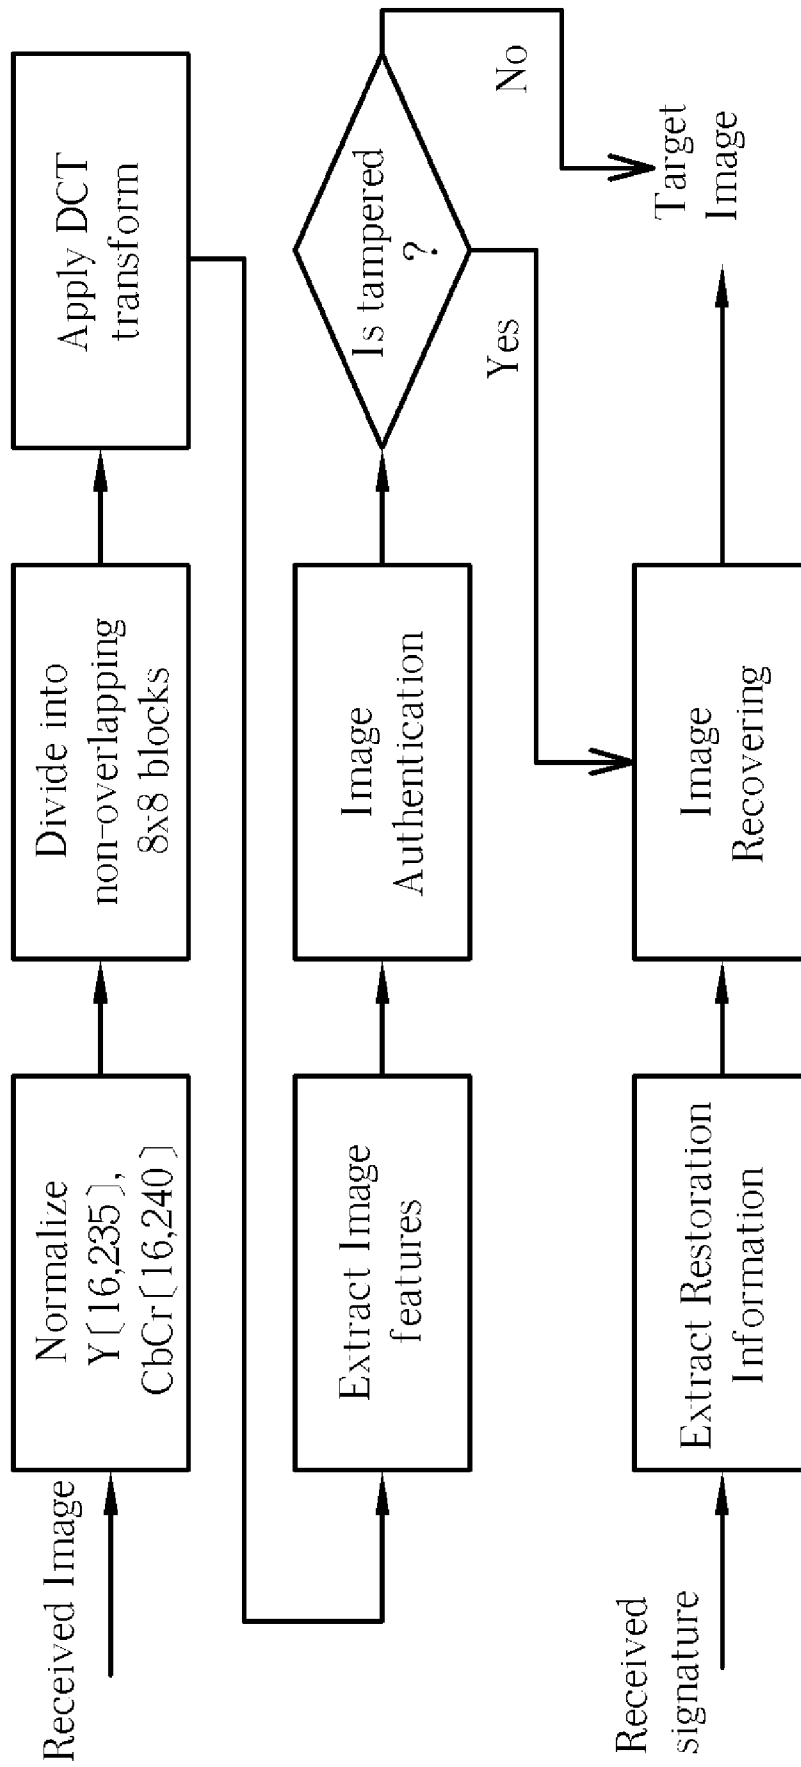 Received Image
Normalize
Y[16,235],
CbCr[16,240]
Divide into
non-overlapping
8x8 blocks
Apply DCT
transform
Extract Image
features
Image
Authentication
Is tampered
?
No
Yes
Received
signature
Extract Restoration
Information
Image
Recovering
Target
Image